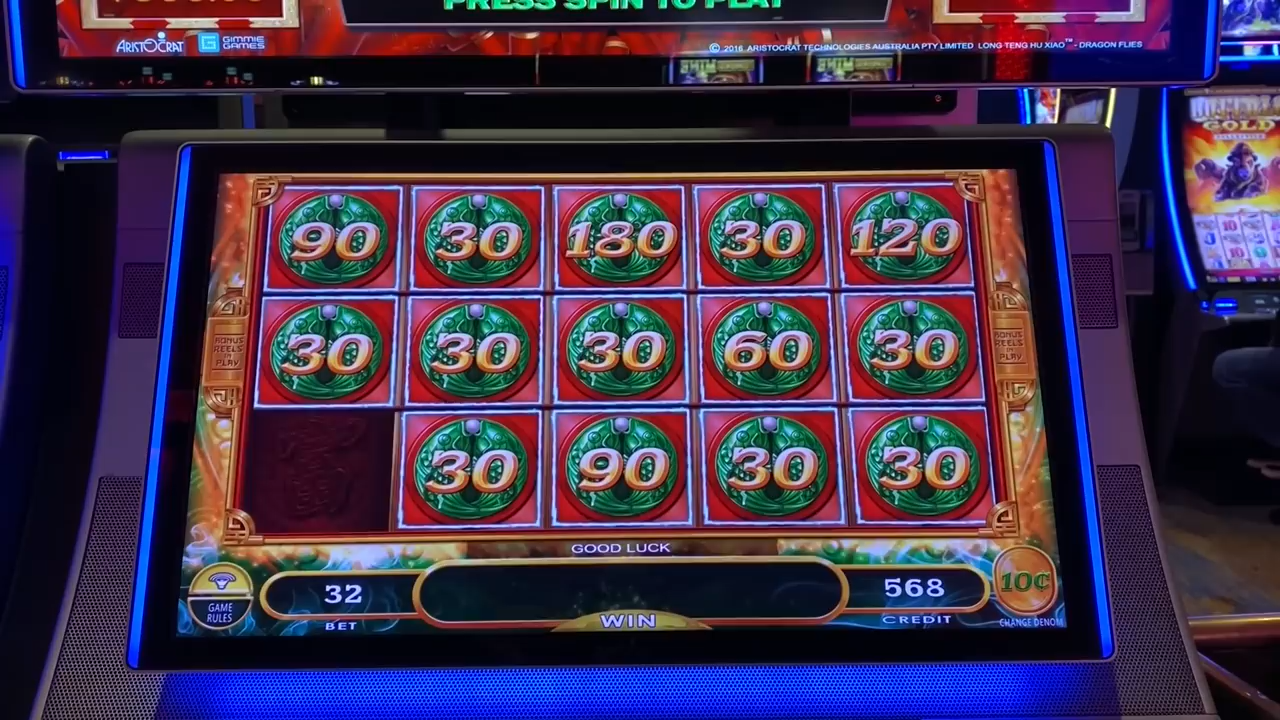 PRESS SPIN TO PLAY
ARISTOCRAT GIMMIE GAMES
© 2016 ARISTOCRAT TECHNOLOGIES AUSTRALIA PTY LIMITED LONG TENG HU XIAO™ - DRAGON FLIES
GOLD
90 30 180 30 120
30 30 30 60 30
BONUS REELS IN PLAY
BONUS REELS IN PLAY
30 90 30 30
GOOD LUCK
GAME RULES
32
BET
WIN
568
CREDIT
10¢
CHANGE DENOM